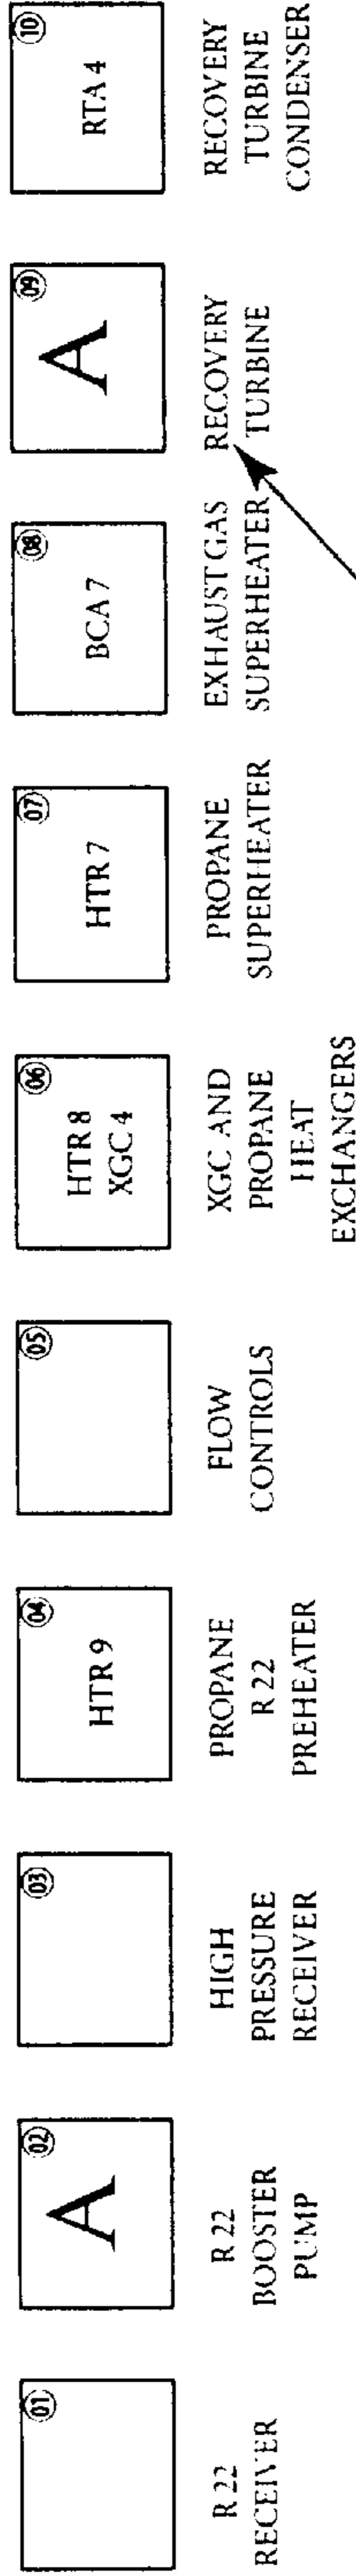 01
R 22
RECEIVER
02
A
R 22
BOOSTER
PUMP
03
HIGH
PRESSURE
RECEIVER
04
HTR 9
PROPANE
R 22
PREHEATER
05
FLOW
CONTROLS
06
HTR 8
XGC 4
XGC AND
PROPANE
HEAT
EXCHANGERS
07
HTR 7
PROPANE
SUPERHEATER
08
BCA 7
EXHAUST GAS
SUPERHEATER
09
A
RECOVERY
TURBINE
10
RTA 4
RECOVERY
TURBINE
CONDENSER